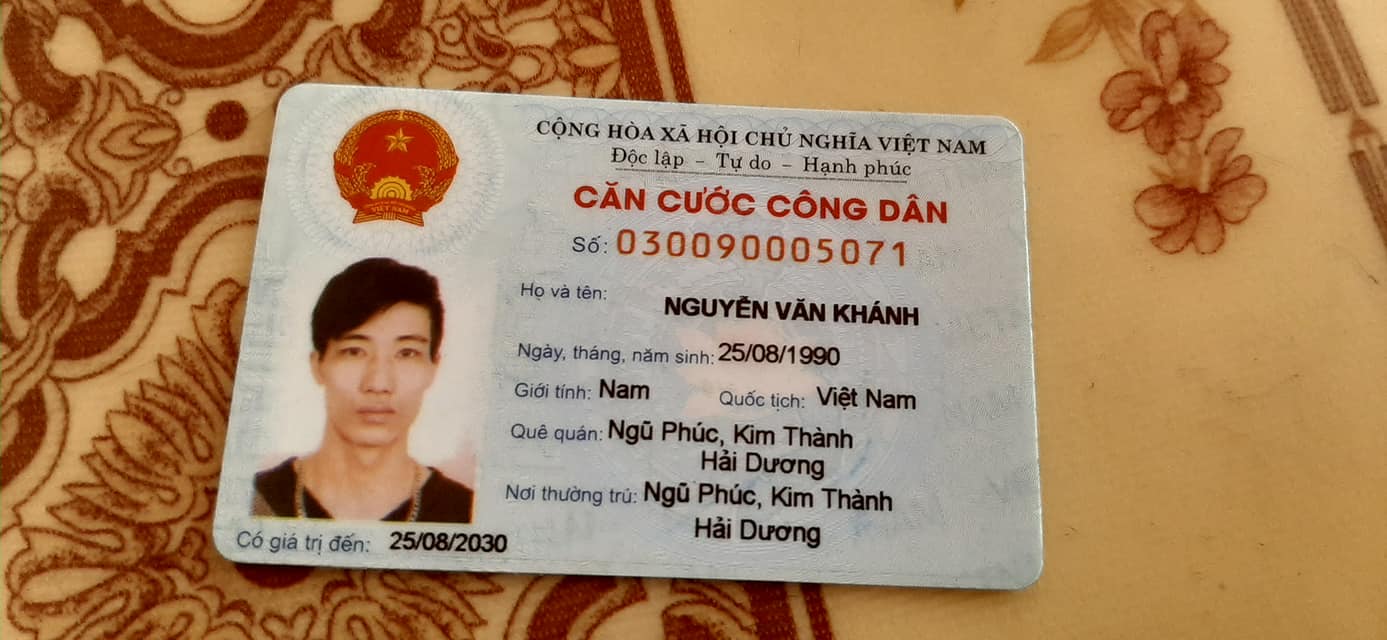 CỘNG HÒA XÃ HỘI CHỦ NGHĨA VIỆT NAM
Độc lập - Tự do - Hạnh phúc
CĂN CƯỚC CÔNG DÂN
Số: 030090005071
Họ và tên: NGUYỄN VĂN KHÁNH
Ngày, tháng, năm sinh: 25/08/1990
Giới tính: Nam Quốc tịch: Việt Nam
Quê quán: Ngũ Phúc, Kim Thành
Hải Dương
Nơi thường trú: Ngũ Phúc, Kim Thành
Hải Dương
Có giá trị đến: 25/08/2030
VIỆT NAM